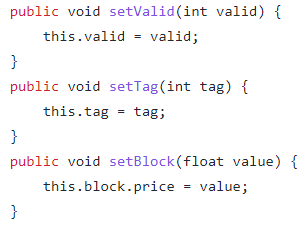 public void setValid(int valid) {
    this.valid = valid;
}
public void setTag(int tag) {
    this.tag = tag;
}
public void setBlock(float value) {
    this.block.price = value;
}